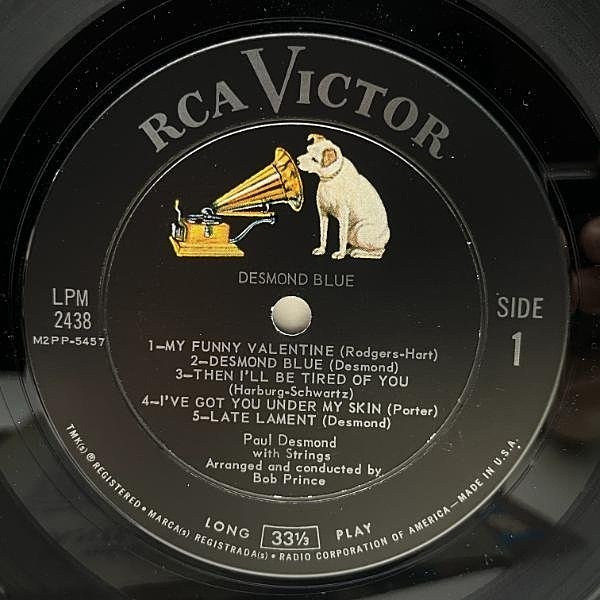 RCA VICTOR
DESMOND BLUE
LPM
2438
M2PP-5457
SIDE
1
1—MY FUNNY VALENTINE (Rodgers-Hart)
2—DESMOND BLUE (Desmond)
3—THEN I'LL BE TIRED OF YOU
(Harburg-Schwartz)
4—I'VE GOT YOU UNDER MY SKIN (Porter)
5—LATE LAMENT (Desmond)
Paul Desmond
with Strings
Arranged and conducted by
Bob Prince
LONG 33⅓ PLAY
TMK(s) ® REGISTERED • MARCA(s) REGISTRADA(s) • RADIO CORPORATION OF AMERICA—MADE IN U.S.A.